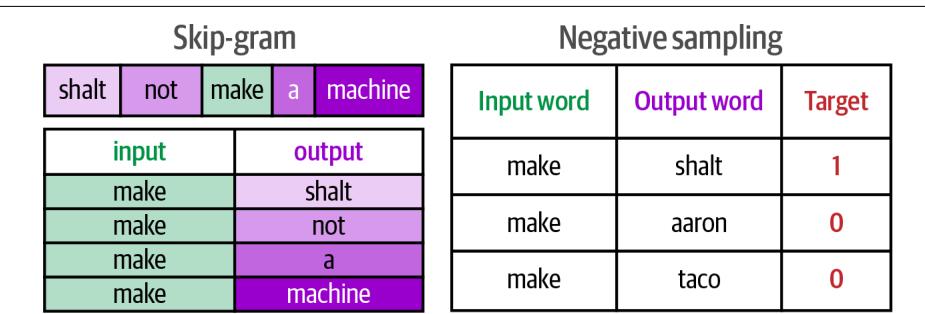 Skip-gram
shalt not make a machine
input output
make shalt
make not
make a
make machine
Negative sampling
Input word Output word Target
make shalt 1
make aaron 0
make taco 0